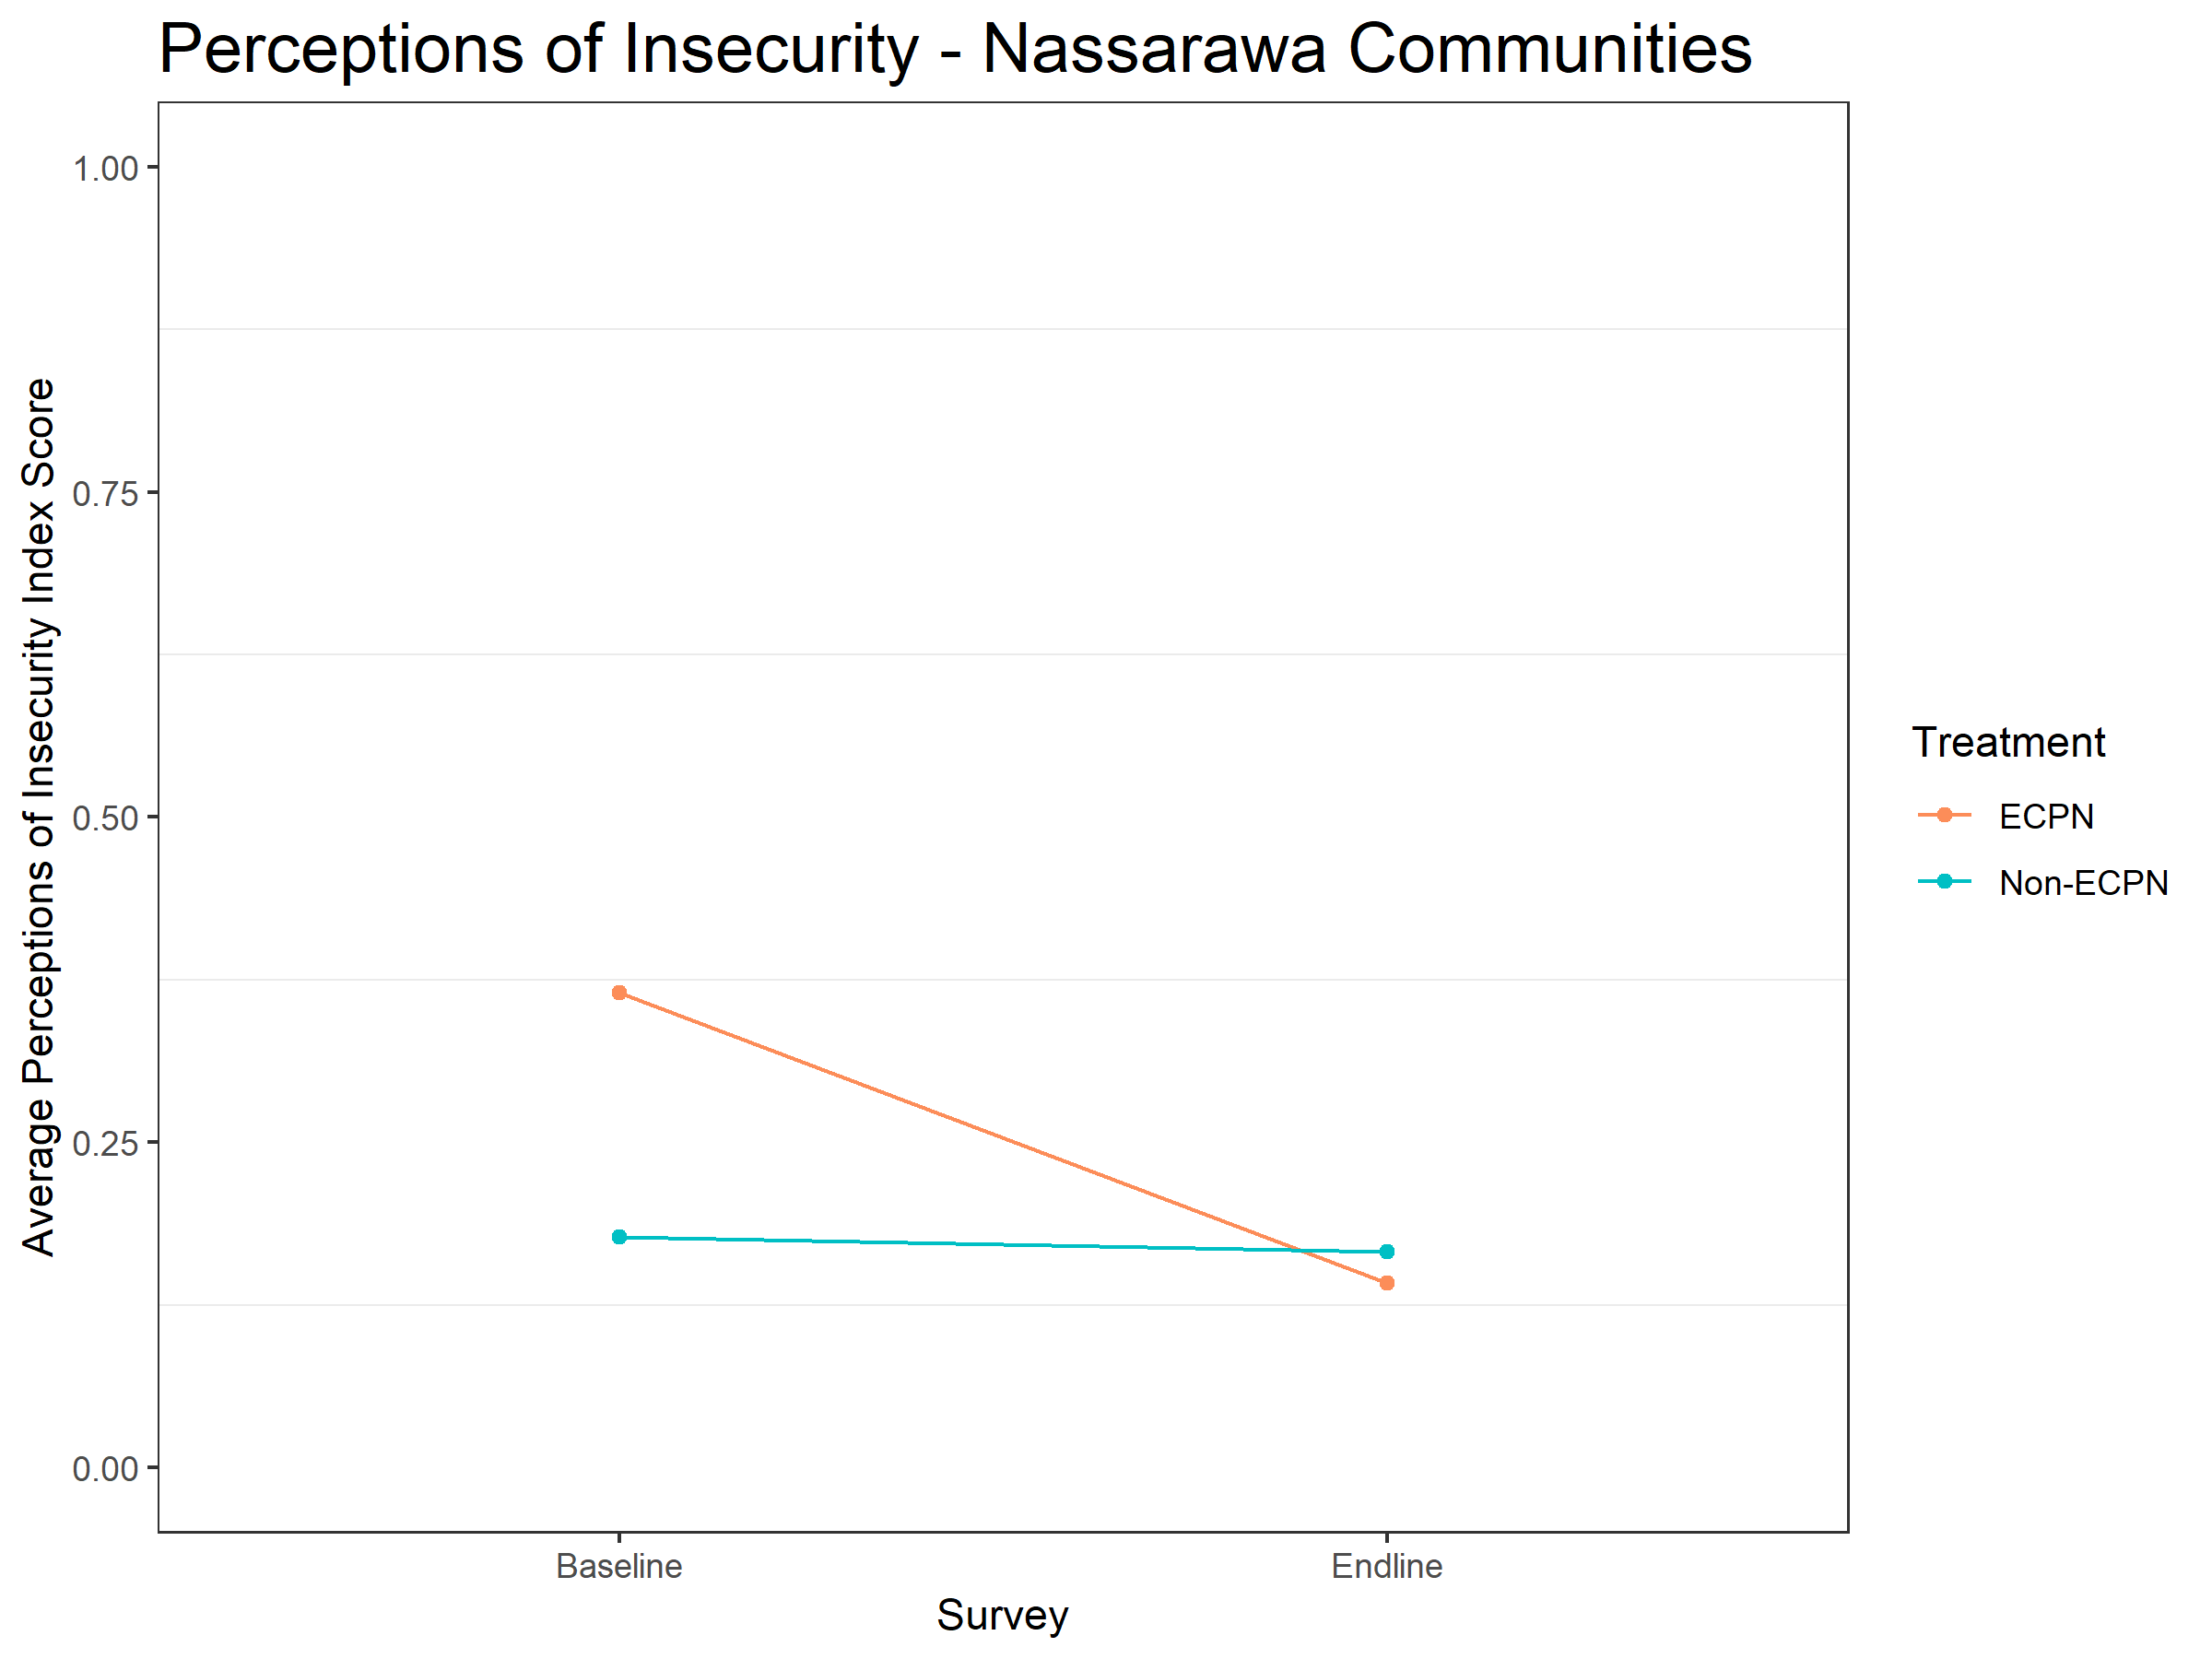 Perceptions of Insecurity - Nassarawa Communities
Average Perceptions of Insecurity Index Score
1.00
0.75
0.50
0.25
0.00
Baseline
Endline
Survey
Treatment
ECPN
Non-ECPN